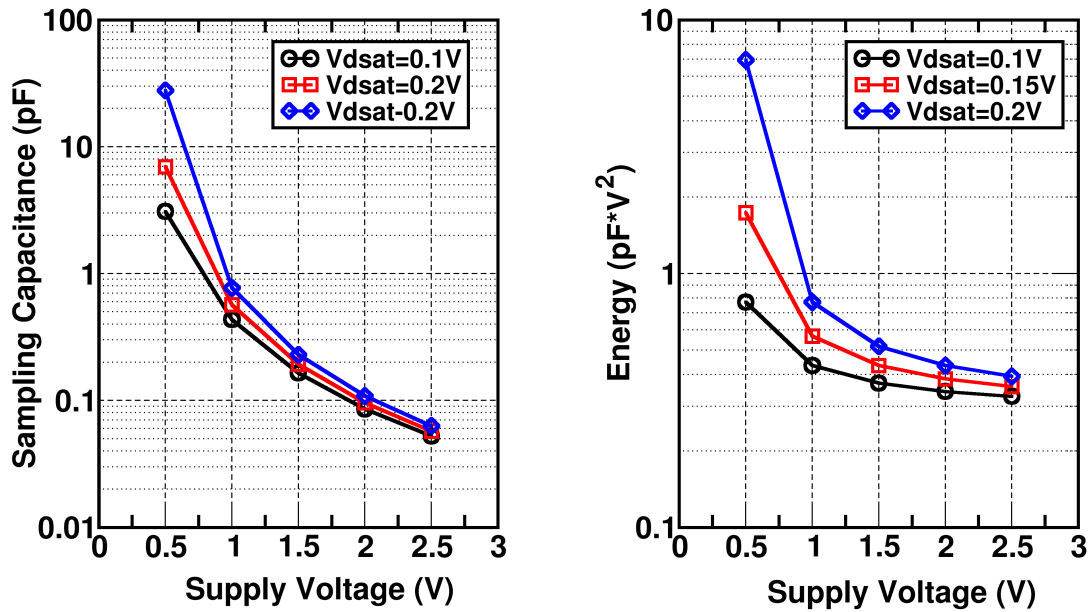 100
10
1
0.1
0.01
0
0.5
1
1.5
2
2.5
3
Sampling Capacitance (pF)
Supply Voltage (V)
Vdsat=0.1V
Vdsat=0.2V
Vdsat-0.2V
10
1
0.1
0
0.5
1
1.5
2
2.5
3
Energy (pF*V2)
Supply Voltage (V)
Vdsat=0.1V
Vdsat=0.15V
Vdsat=0.2V